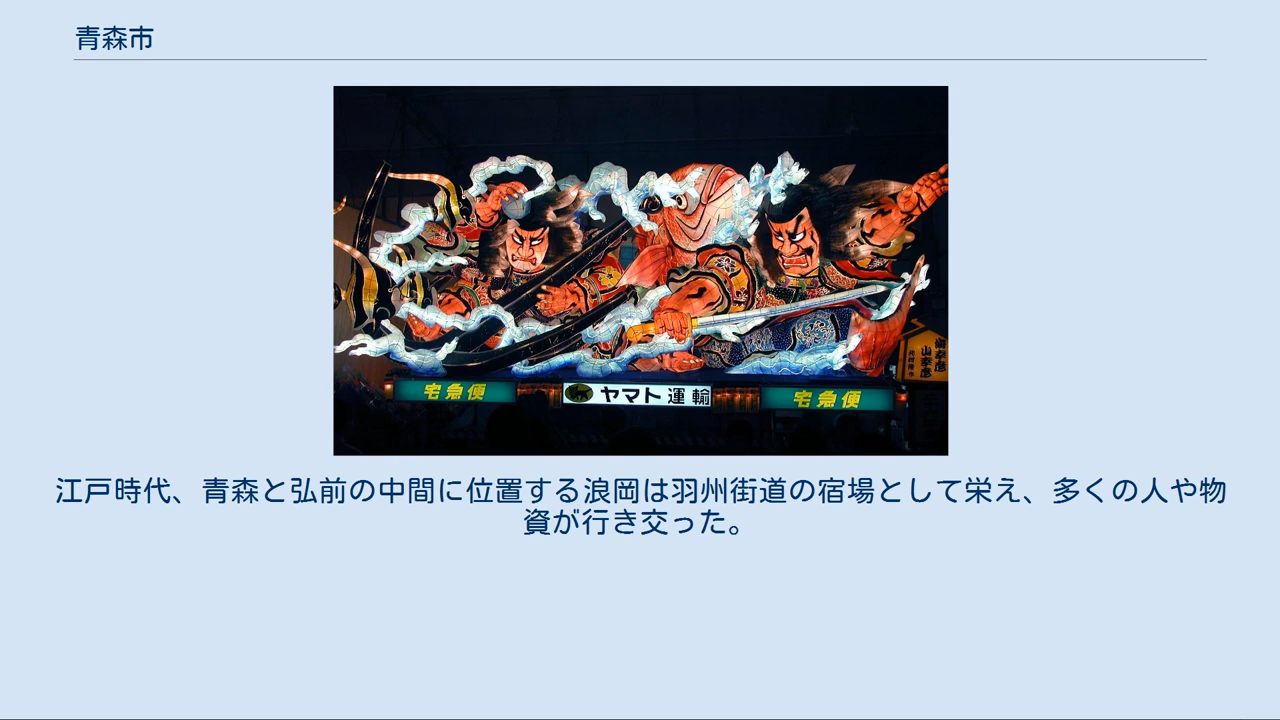 青森市
宅急便
ヤマト運輸
宅急便
江戸時代、青森と弘前の中間に位置する浪岡は羽州街道の宿場として栄え、多くの人や物
資が行き交った。